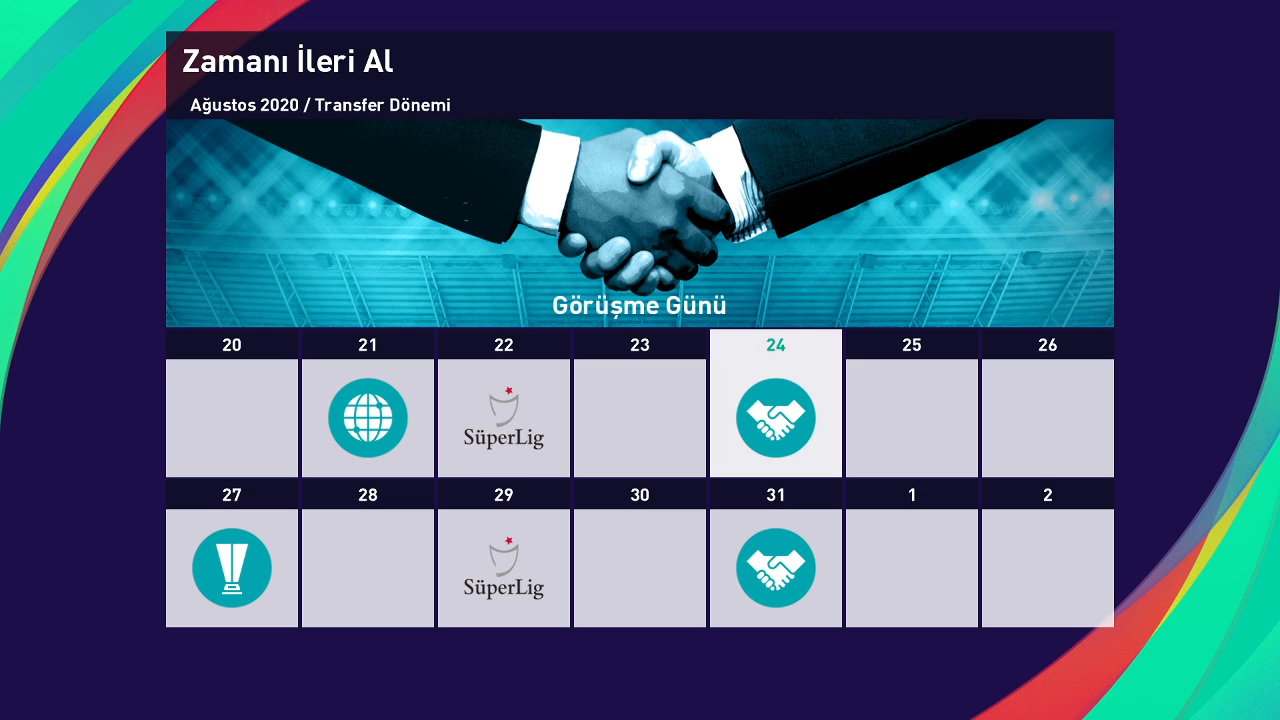 Zamanı İleri Al
Ağustos 2020 / Transfer Dönemi
Görüşme Günü
20 21 22 23 24 25 26
SüperLig
27 28 29 30 31 1 2
SüperLig